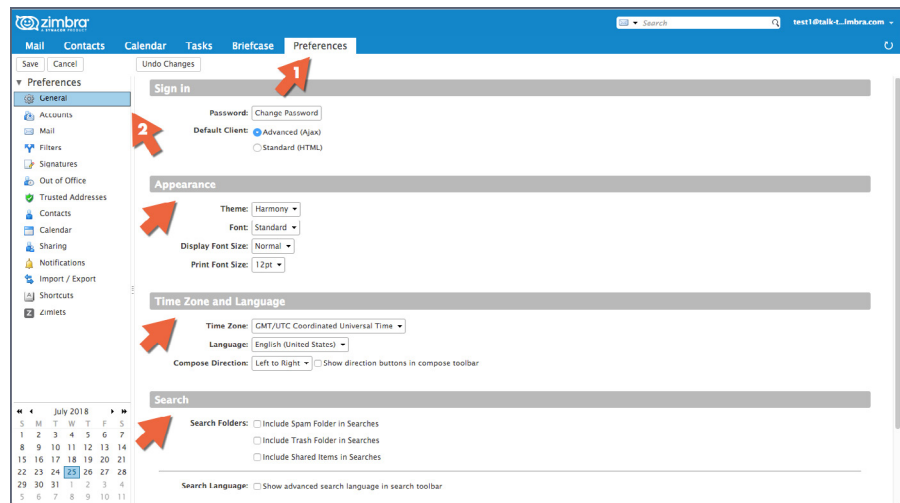 zimbra
A SYNACOR PRODUCT
Search
test1@talk-t...imbra.com
Mail Contacts Calendar Tasks Briefcase Preferences
Save Cancel Undo Changes
Preferences
General
Accounts
Mail
Filters
Signatures
Out of Office
Trusted Addresses
Contacts
Calendar
Sharing
Notifications
Import / Export
Shortcuts
Z Zimlets
1
2
Sign in
Password: Change Password
Default Client: Advanced (Ajax)
Standard (HTML)
Appearance
Theme: Harmony
Font: Standard
Display Font Size: Normal
Print Font Size: 12pt
Time Zone and Language
Time Zone: GMT/UTC Coordinated Universal Time
Language: English (United States)
Compose Direction: Left to Right Show direction buttons in compose toolbar
Search
Search Folders: Include Spam Folder in Searches
Include Trash Folder in Searches
Include Shared Items in Searches
Search Language: Show advanced search language in search toolbar
July 2018
S M T W T F S
1 2 3 4 5 6 7
8 9 10 11 12 13 14
15 16 17 18 19 20 21
22 23 24 25 26 27 28
29 30 31 1 2 3 4
5 6 7 8 9 10 11